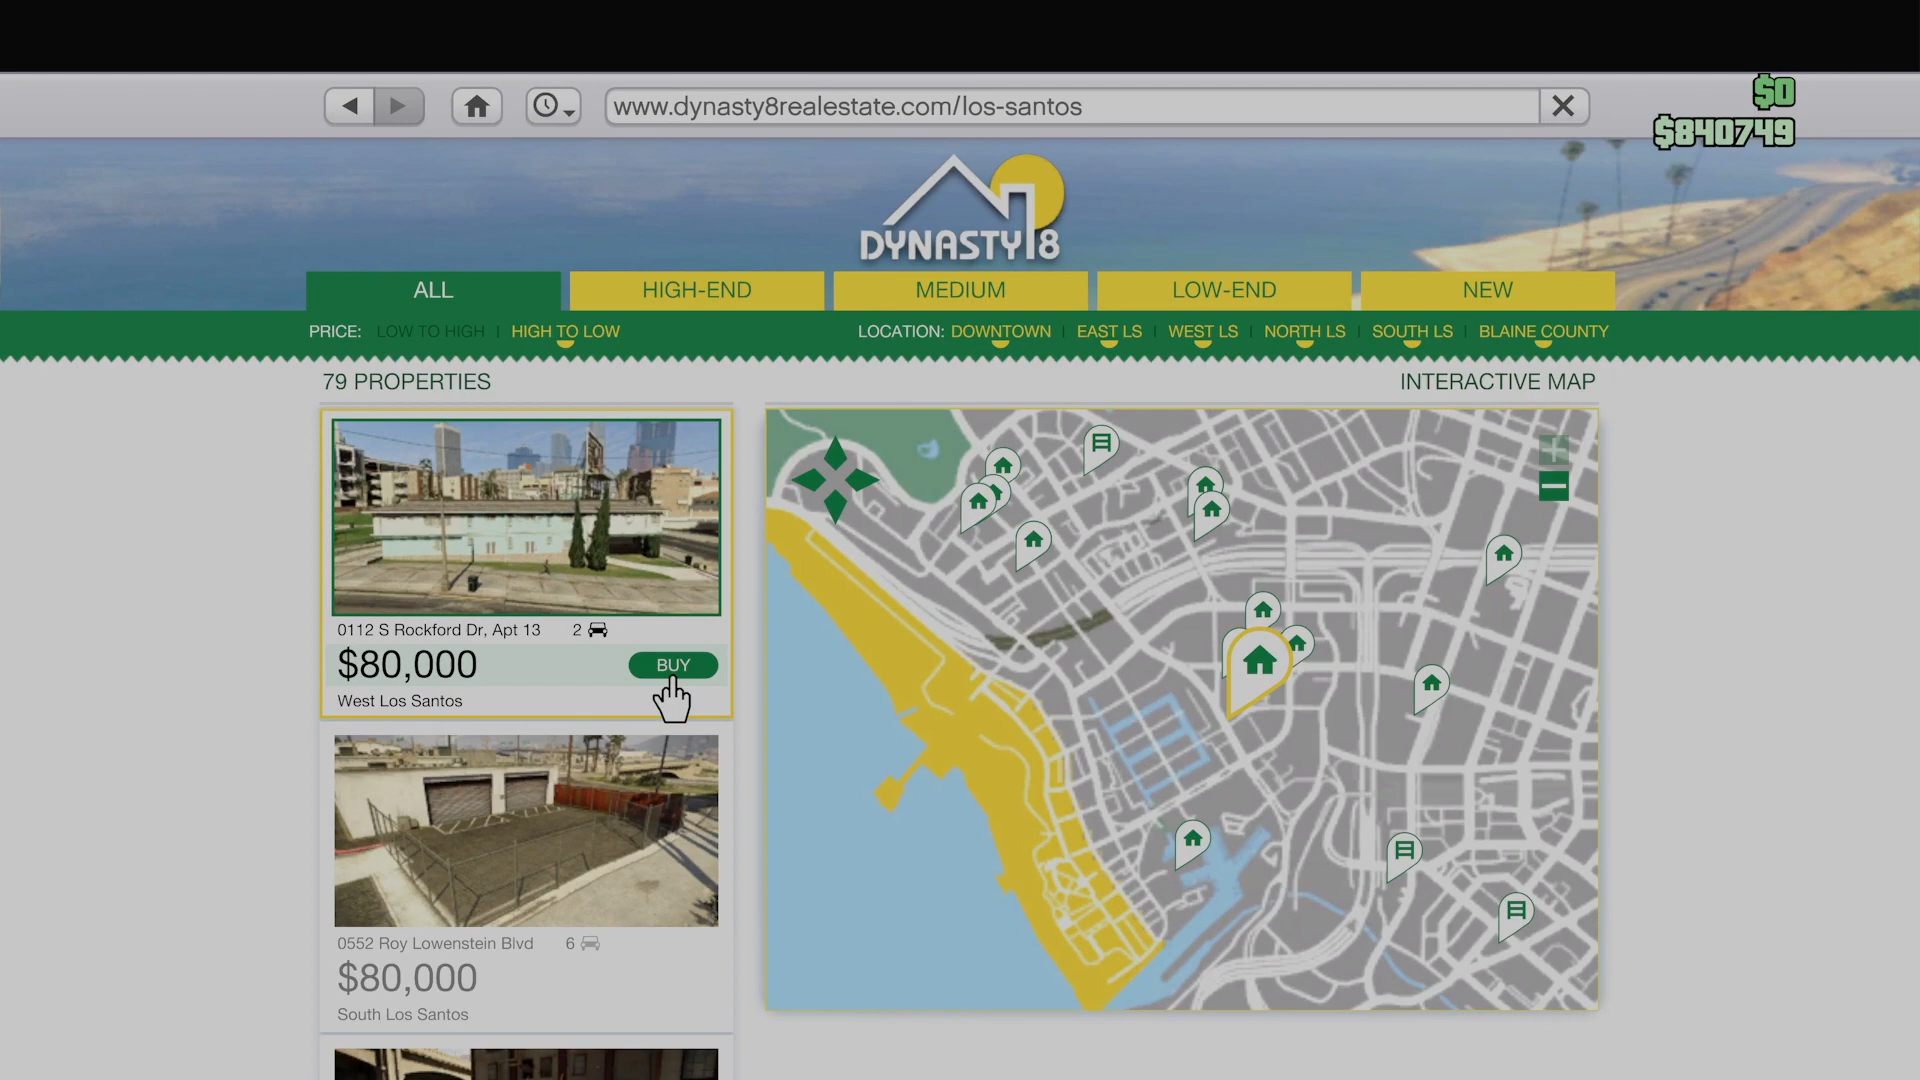 www.dynasty8realestate.com/los-santos
$0
$840749
DYNASTY 8
ALL
HIGH-END
MEDIUM
LOW-END
NEW
PRICE: LOW TO HIGH | HIGH TO LOW
LOCATION: DOWNTOWN | EAST LS | WEST LS | NORTH LS | SOUTH LS | BLAINE COUNTY
79 PROPERTIES
INTERACTIVE MAP
0112 S Rockford Dr, Apt 13 2
$80,000
BUY
West Los Santos
0552 Roy Lowenstein Blvd 6
$80,000
South Los Santos